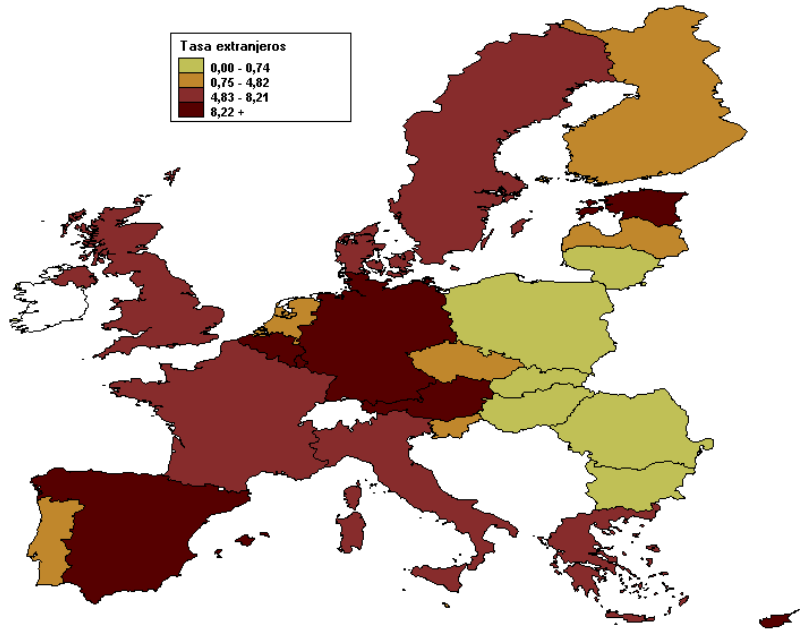 Tasa extranjeros
0,00 - 0,74
0,75 - 4,82
4,83 - 8,21
8,22 +